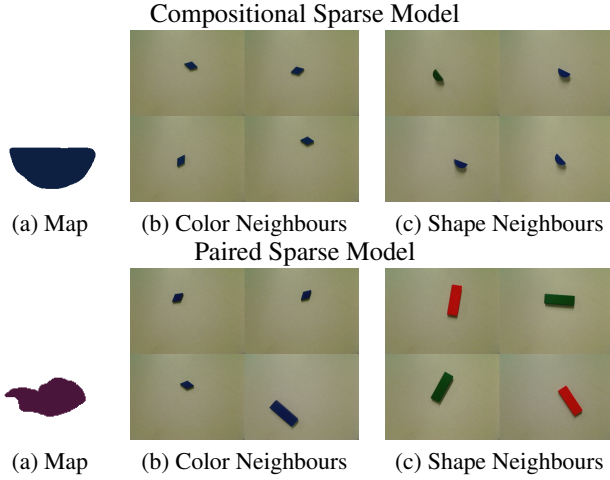 Compositional Sparse Model
(a) Map (b) Color Neighbours (c) Shape Neighbours
Paired Sparse Model
(a) Map (b) Color Neighbours (c) Shape Neighbours